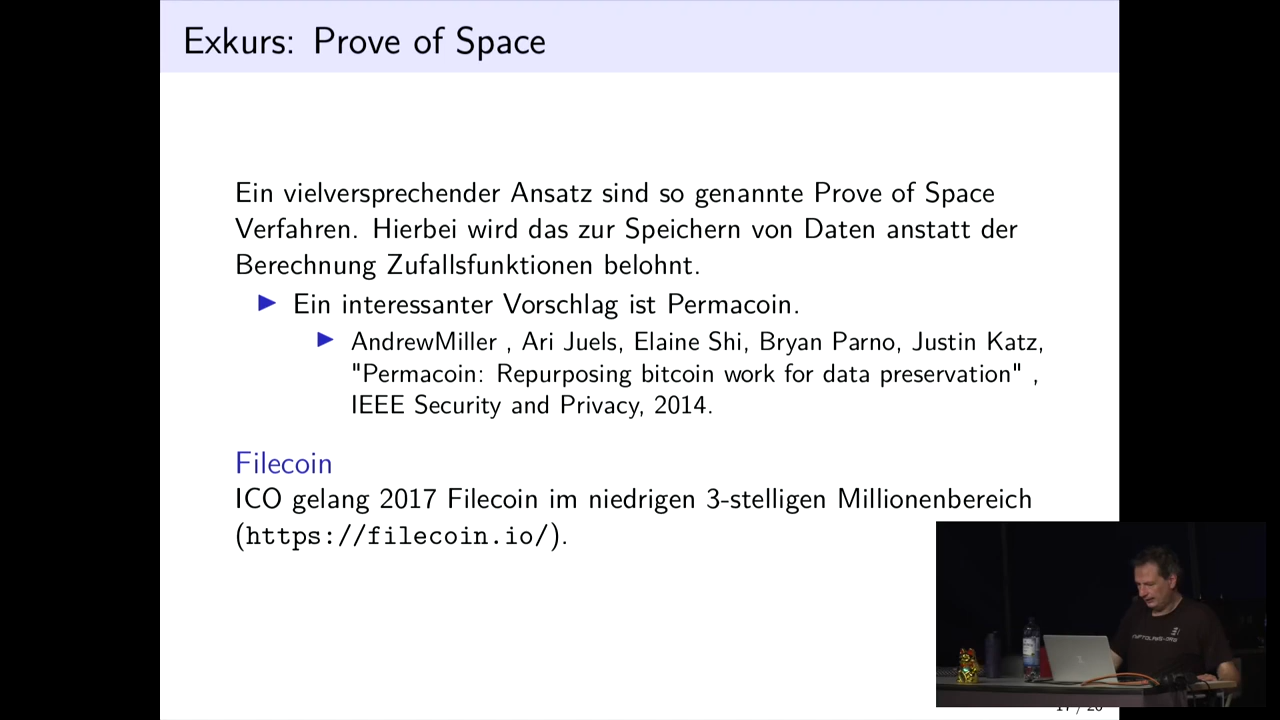 Exkurs: Prove of Space
Ein vielversprechender Ansatz sind so genannte Prove of Space
Verfahren. Hierbei wird das zur Speichern von Daten anstatt der
Berechnung Zufallsfunktionen belohnt.
Ein interessanter Vorschlag ist Permacoin.
AndrewMiller , Ari Juels, Elaine Shi, Bryan Parno, Justin Katz,
"Permacoin: Repurposing bitcoin work for data preservation" ,
IEEE Security and Privacy, 2014.
Filecoin
ICO gelang 2017 Filecoin im niedrigen 3-stelligen Millionenbereich
(https://filecoin.io/).